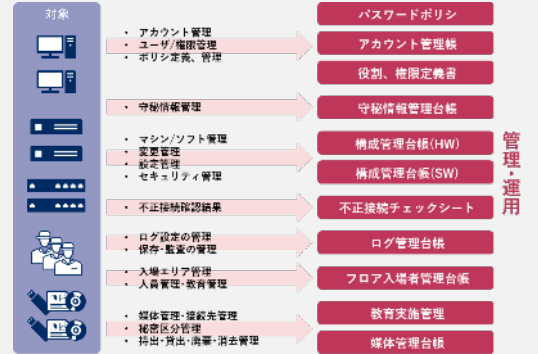 対象
・ アカウント管理
・ ユーザ/権限管理
・ ポリシ定義、管理
パスワードポリシ
アカウント管理帳
役割、権限定義書
・ 守秘情報管理
守秘情報管理台帳
・ マシン/ソフト管理
・ 変更管理
・ 設定管理
・ セキュリティ管理
構成管理台帳(HW)
構成管理台帳(SW)
・ 不正接続確認結果
不正接続チェックシート
・ ログ設定の管理
・ 保存・監査の管理
ログ管理台帳
・ 入場エリア管理
・ 人員管理・教育管理
フロア入場者管理台帳
・ 媒体管理・接続先管理
・ 秘密区分管理
・ 持出・貸出・廃棄・消去管理
教育実施管理
媒体管理台帳
管理・運用